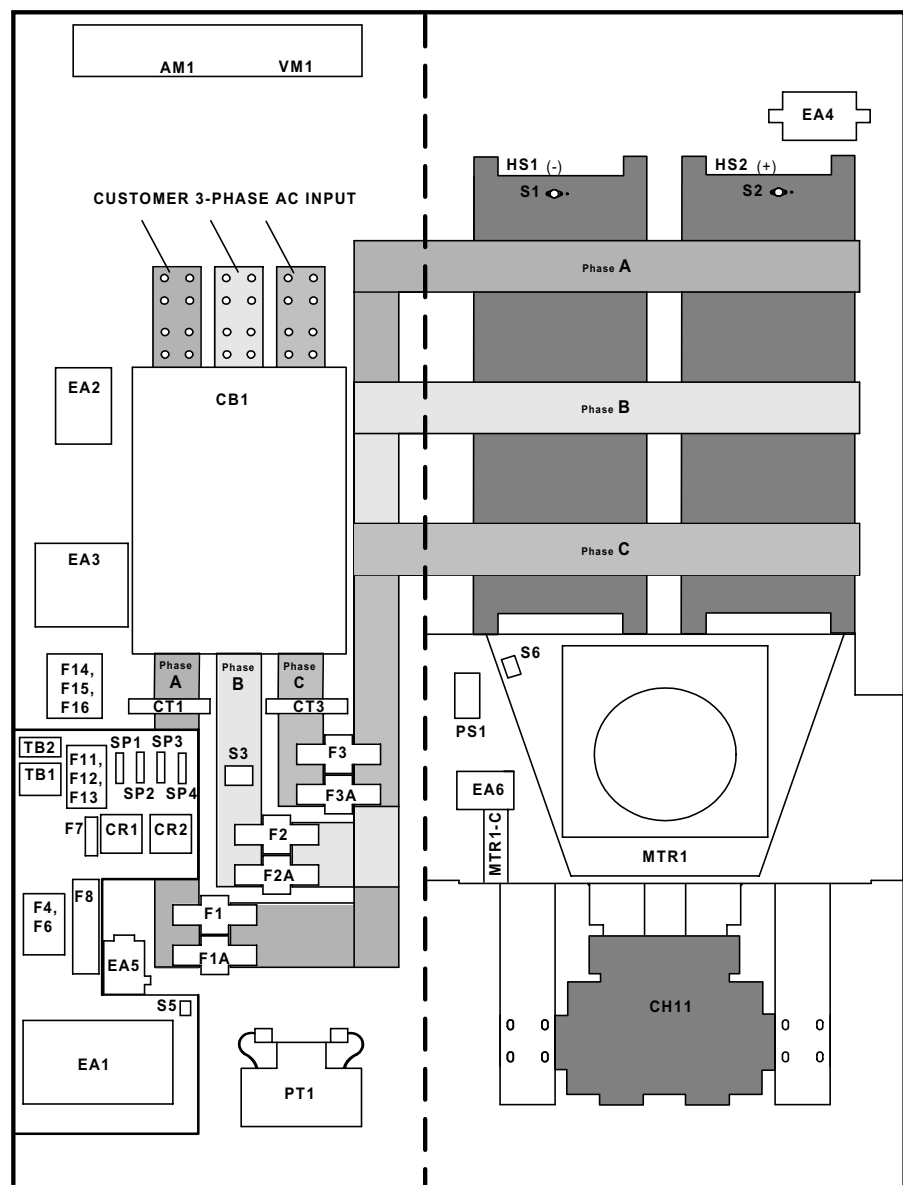 AM1 VM1
EA4
HS1 (-) HS2 (+)
S1 S2
CUSTOMER 3-PHASE AC INPUT
Phase A
EA2
CB1
Phase B
EA3
Phase C
F14,
F15,
F16
Phase
A
Phase
B
Phase
C
CT1
CT3
S6
PS1
TB2
TB1
F11,
F12,
F13
SP1 SP3
SP2 SP4
S3
F3
F3A
EA6
MTR1-C
F7
CR1
CR2
F2
F2A
MTR1
F4,
F6
F8
F1
F1A
EA5
S5
CH11
EA1
PT1